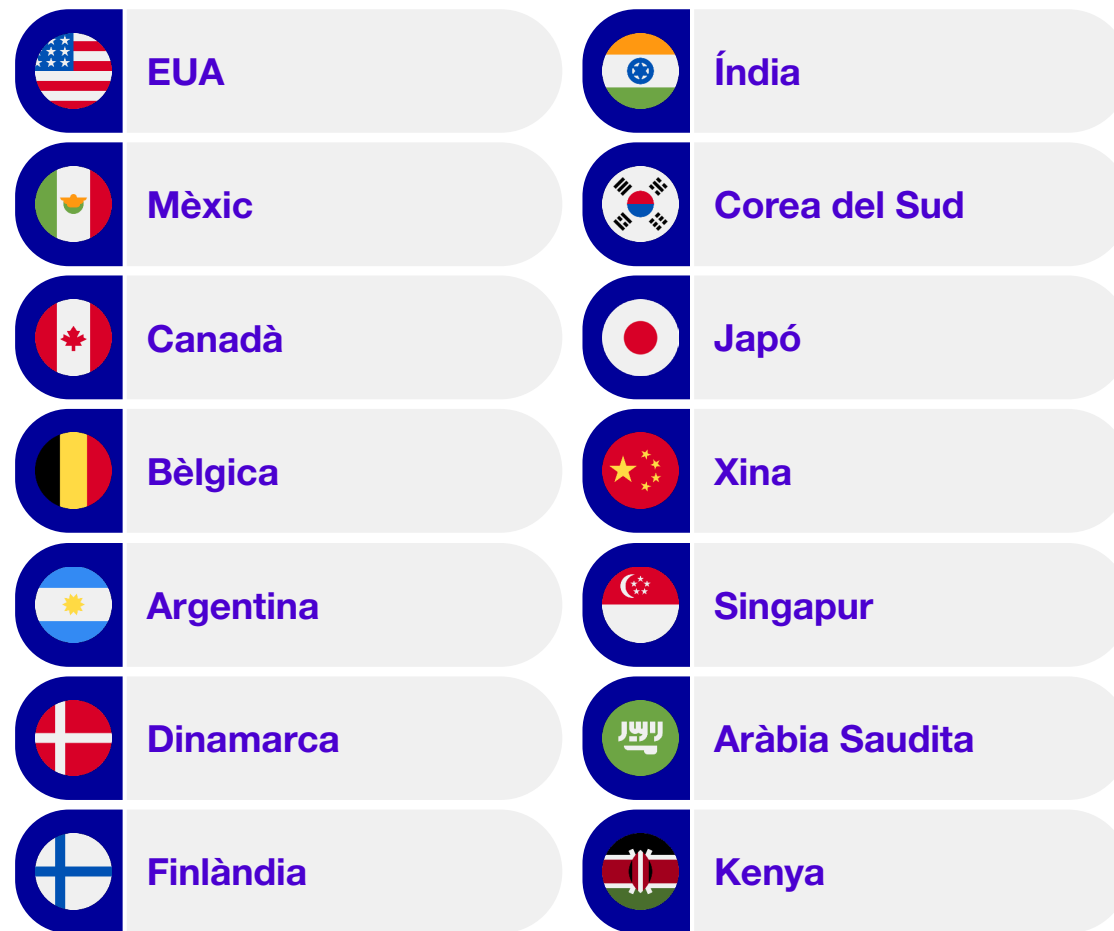 EUA
Mèxic
Canadà
Bèlgica
Argentina
Dinamarca
Finlàndia
Índia
Corea del Sud
Japó
Xina
Singapur
Aràbia Saudita
Kenya